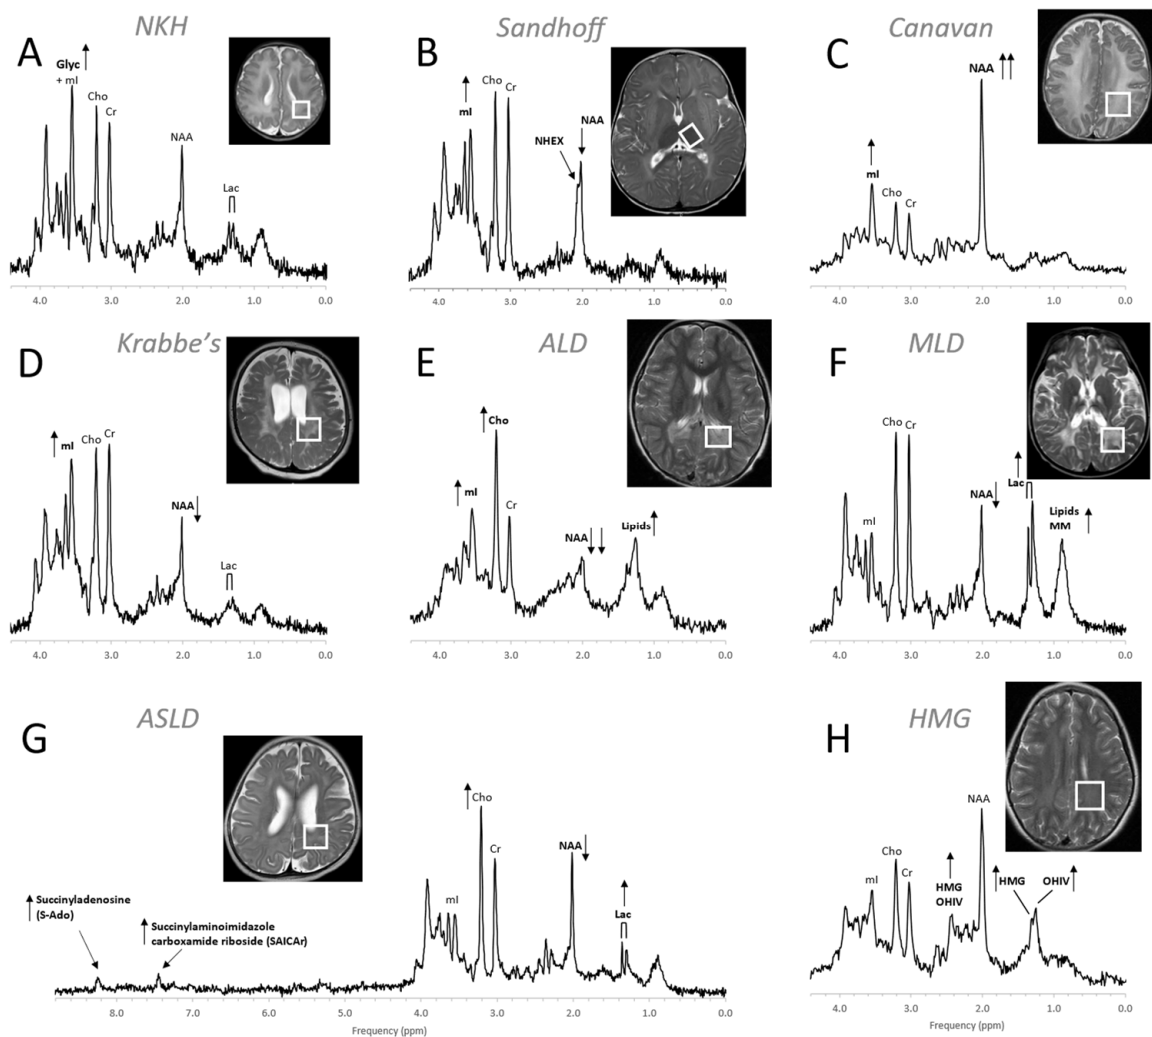 NKH
A
Glyc
+ mI
Cho
Cr
NAA
Lac
4.0 3.0 2.0 1.0 0.0
Sandhoff
B
mI
Cho
Cr
NHEX
NAA
4.0 3.0 2.0 1.0 0.0
Canavan
C
mI
Cho
Cr
NAA
4.0 3.0 2.0 1.0 0.0
Krabbe's
D
mI
Cho
Cr
NAA
Lac
4.0 3.0 2.0 1.0 0.0
ALD
E
mI
Cho
Cr
NAA
Lipids
4.0 3.0 2.0 1.0 0.0
MLD
F
mI
Cho
Cr
NAA
Lac
Lipids
MM
4.0 3.0 2.0 1.0 0.0
ASLD
G
Succinyladenosine
(S-Ado)
Succinylaminoimidazole
carboxamide riboside (SAICAr)
mI
Cho
Cr
NAA
Lac
8.0 7.0 6.0 5.0 4.0 3.0 2.0 1.0 0.0
Frequency (ppm)
HMG
H
mI
Cho
Cr
HMG
OHIV
NAA
HMG
OHIV
4.0 3.0 2.0 1.0 0.0
Frequency (ppm)